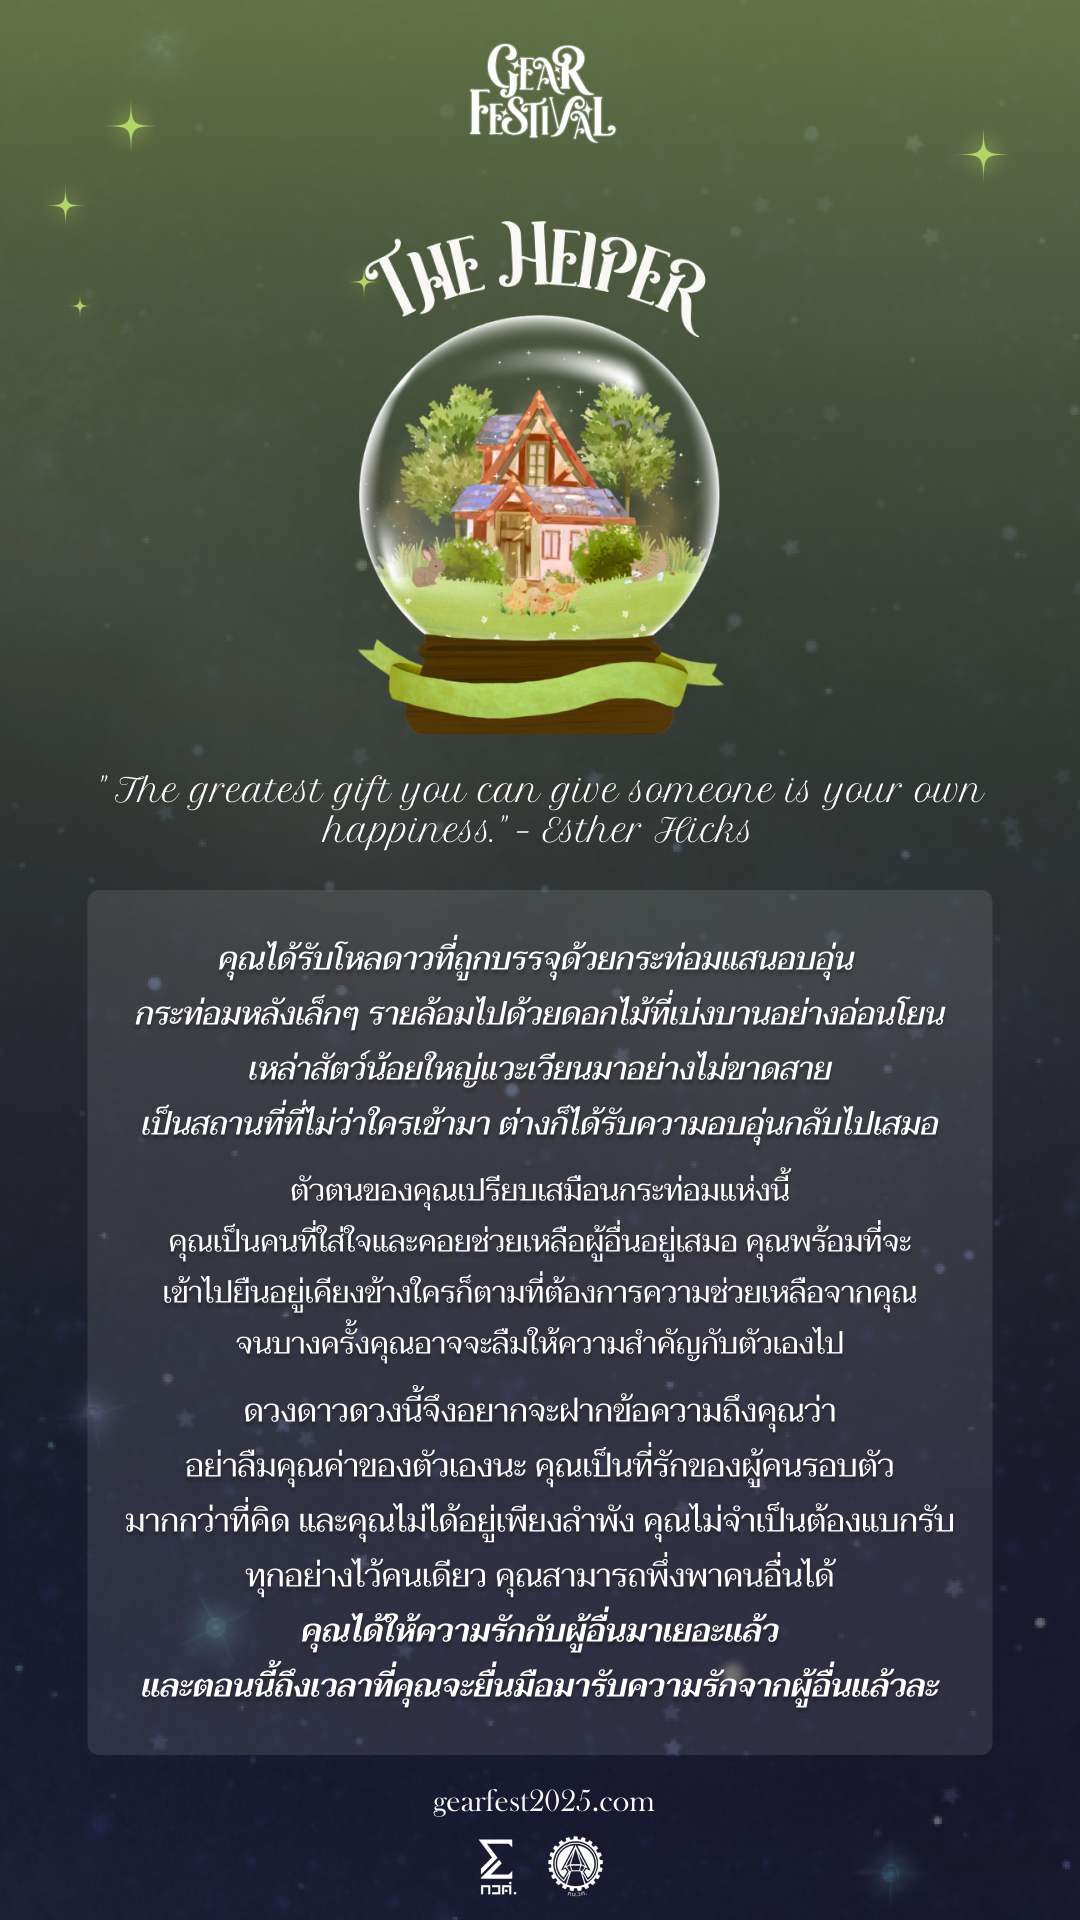 GEAR
FESTIVAL
THE HElPER
" The greatest gift you can give someone is your own
happiness." - Esther Hicks
คุณได้รับโหลดาวที่ถูกบรรจุด้วยกระท่อมแสนอบอุ่น
กระท่อมหลังเล็กๆ รายล้อมไปด้วยดอกไม้ที่เบ่งบานอย่างอ่อนโยน
เหล่าสัตว์น้อยใหญ่แวะเวียนมาอย่างไม่ขาดสาย
เป็นสถานที่ที่ไม่ว่าใครเข้ามา ต่างก็ได้รับความอบอุ่นกลับไปเสมอ
ตัวตนของคุณเปรียบเสมือนกระท่อมแห่งนี้
คุณเป็นคนที่ใส่ใจและคอยช่วยเหลือผู้อื่นอยู่เสมอ คุณพร้อมที่จะ
เข้าไปยืนอยู่เคียงข้างใครก็ตามที่ต้องการความช่วยเหลือจากคุณ
จนบางครั้งคุณอาจจะลืมให้ความสำคัญกับตัวเองไป
ดวงดาวดวงนี้จึงอยากจะฝากข้อความถึงคุณว่า
อย่าลืมคุณค่าของตัวเองนะ คุณเป็นที่รักของผู้คนรอบตัว
มากกว่าที่คิด และคุณไม่ได้อยู่เพียงลำพัง คุณไม่จำเป็นต้องแบกรับ
ทุกอย่างไว้คนเดียว คุณสามารถพึ่งพาคนอื่นได้
คุณได้ให้ความรักกับผู้อื่นมาเยอะแล้ว
และตอนนี้ถึงเวลาที่คุณจะยื่นมือมารับความรักจากผู้อื่นแล้วละ
gearfest2025.com
กวศ.